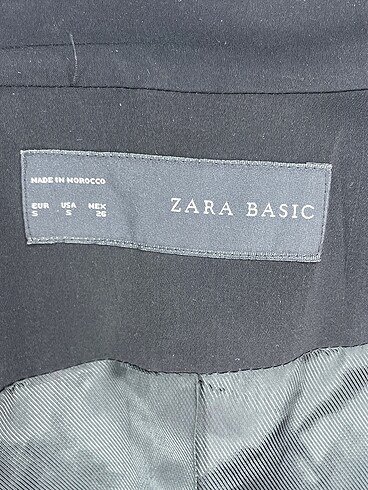 MADE IN MOROCCO
EUR USA MEX
S S 26
ZARA BASIC